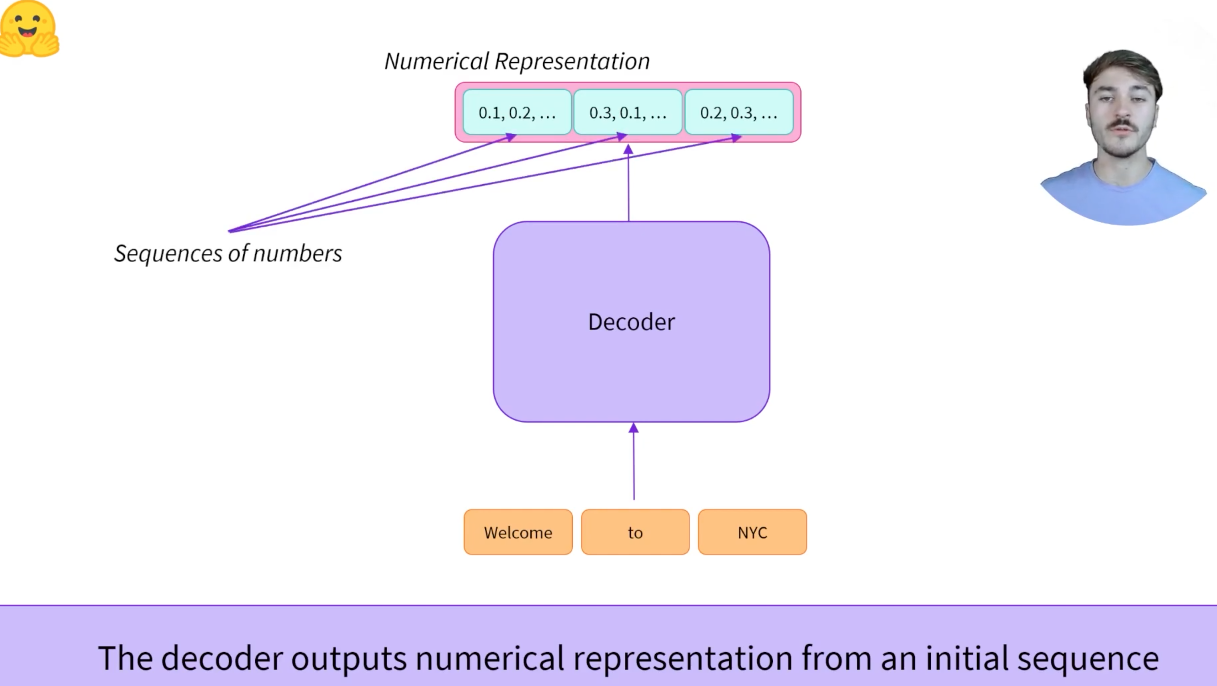 Numerical Representation
0.1, 0.2, …
0.3, 0.1, …
0.2, 0.3, …
Sequences of numbers
Decoder
Welcome
to
NYC
The decoder outputs numerical representation from an initial sequence